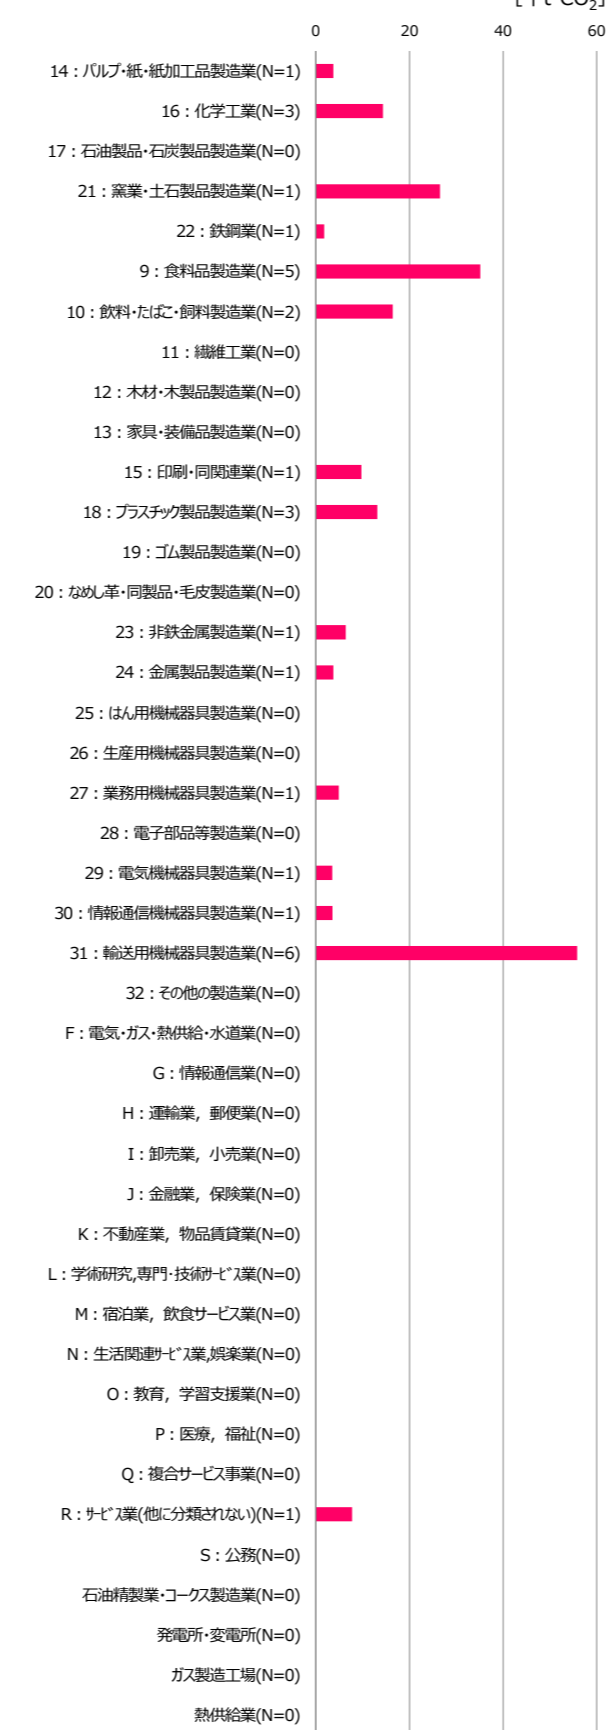 t-CO2]
0 20 40 60
14：パルプ・紙・紙加工品製造業(N=1)
16：化学工業(N=3)
17：石油製品・石炭製品製造業(N=0)
21：窯業・土石製品製造業(N=1)
22：鉄鋼業(N=1)
9：食料品製造業(N=5)
10：飲料・たばこ・飼料製造業(N=2)
11：繊維工業(N=0)
12：木材・木製品製造業(N=0)
13：家具・装備品製造業(N=0)
15：印刷・同関連業(N=1)
18：プラスチック製品製造業(N=3)
19：ゴム製品製造業(N=0)
20：なめし革・同製品・毛皮製造業(N=0)
23：非鉄金属製造業(N=1)
24：金属製品製造業(N=1)
25：はん用機械器具製造業(N=0)
26：生産用機械器具製造業(N=0)
27：業務用機械器具製造業(N=1)
28：電子部品等製造業(N=0)
29：電気機械器具製造業(N=1)
30：情報通信機械器具製造業(N=1)
31：輸送用機械器具製造業(N=6)
32：その他の製造業(N=0)
F：電気・ガス・熱供給・水道業(N=0)
G：情報通信業(N=0)
H：運輸業，郵便業(N=0)
I：卸売業，小売業(N=0)
J：金融業，保険業(N=0)
K：不動産業，物品賃貸業(N=0)
L：学術研究,専門・技術ｻｰﾋﾞｽ業(N=0)
M：宿泊業，飲食サービス業(N=0)
N：生活関連ｻｰﾋﾞｽ業,娯楽業(N=0)
O：教育，学習支援業(N=0)
P：医療，福祉(N=0)
Q：複合サービス事業(N=0)
R：ｻｰﾋﾞｽ業(他に分類されない)(N=1)
S：公務(N=0)
石油精製業・コークス製造業(N=0)
発電所・変電所(N=0)
ガス製造工場(N=0)
熱供給業(N=0)